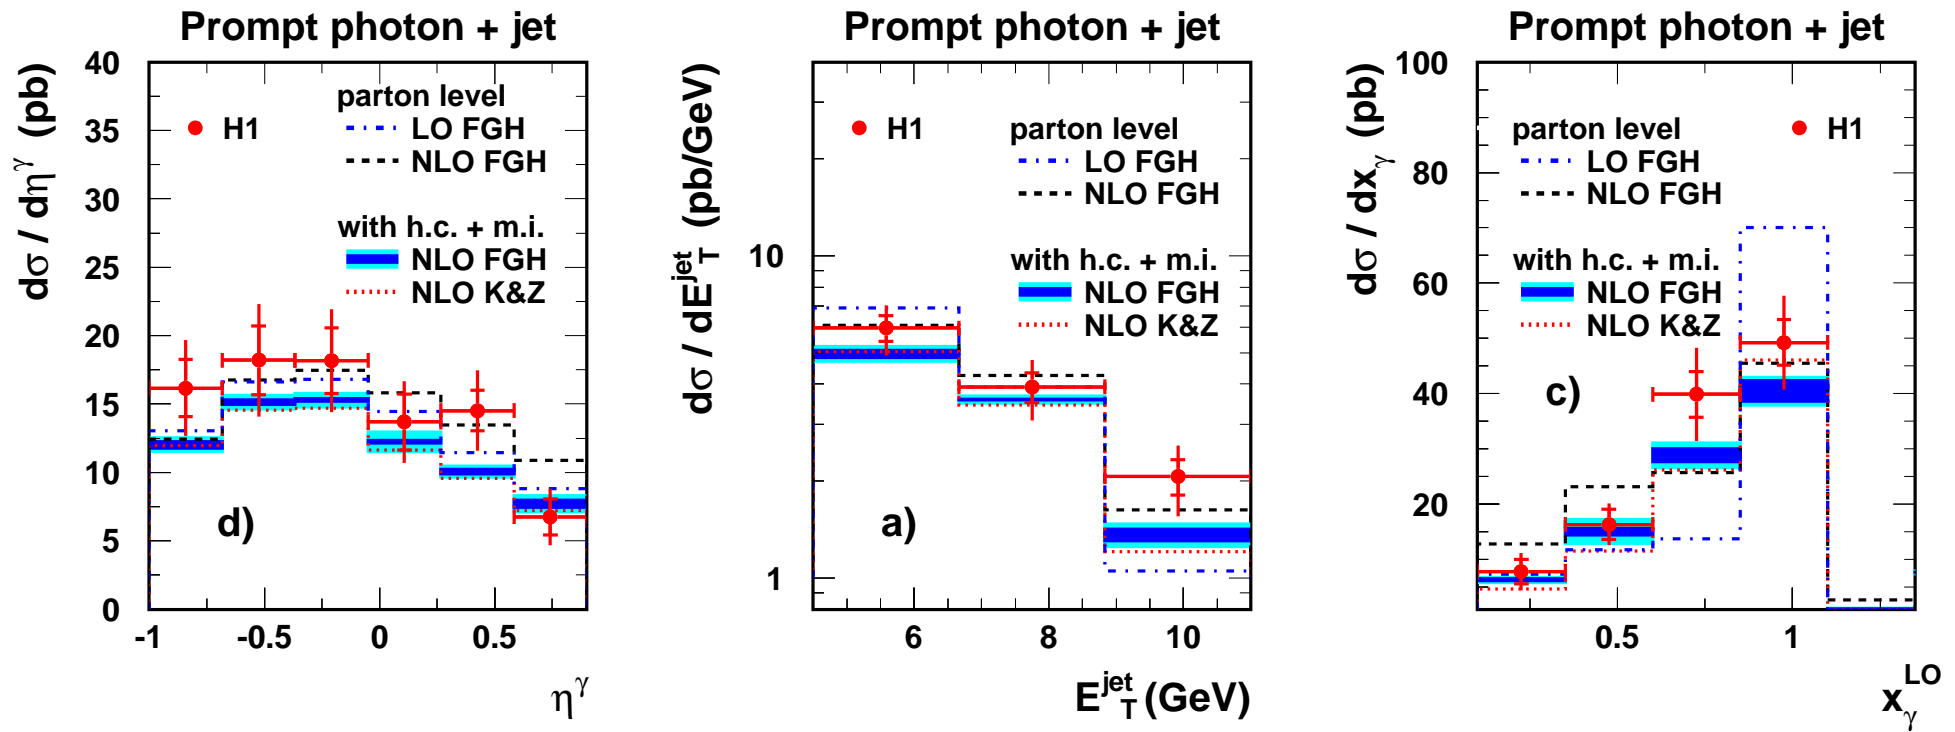 Prompt photon + jet
dσ / dη^γ (pb)
40
35
30
25
20
15
10
5
0
H1
parton level
LO FGH
NLO FGH
with h.c. + m.i.
NLO FGH
NLO K&Z
d)
-1
-0.5
0
0.5
η^γ
Prompt photon + jet
dσ / dE_T^jet (pb/GeV)
10
1
H1
parton level
LO FGH
NLO FGH
with h.c. + m.i.
NLO FGH
NLO K&Z
a)
6
8
10
E_T^jet (GeV)
Prompt photon + jet
dσ / dx_γ (pb)
100
80
60
40
20
parton level
LO FGH
NLO FGH
H1
with h.c. + m.i.
NLO FGH
NLO K&Z
c)
0.5
1
x_γ^LO